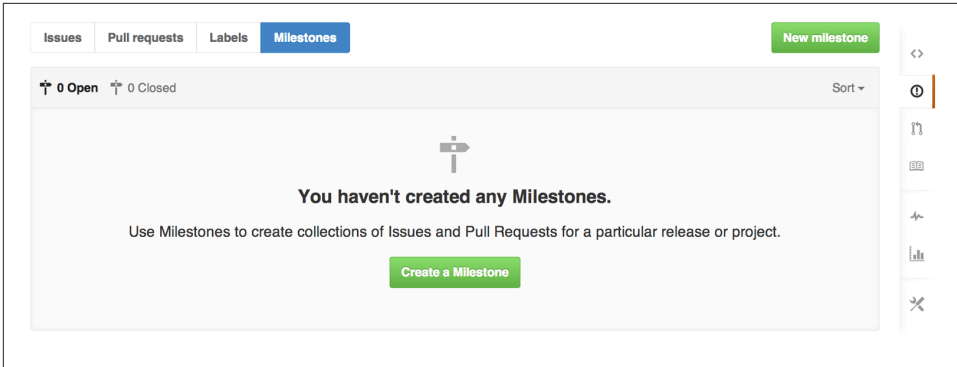 Issues Pull requests Labels Milestones New milestone
0 Open 0 Closed Sort
You haven't created any Milestones.
Use Milestones to create collections of Issues and Pull Requests for a particular release or project.
Create a Milestone